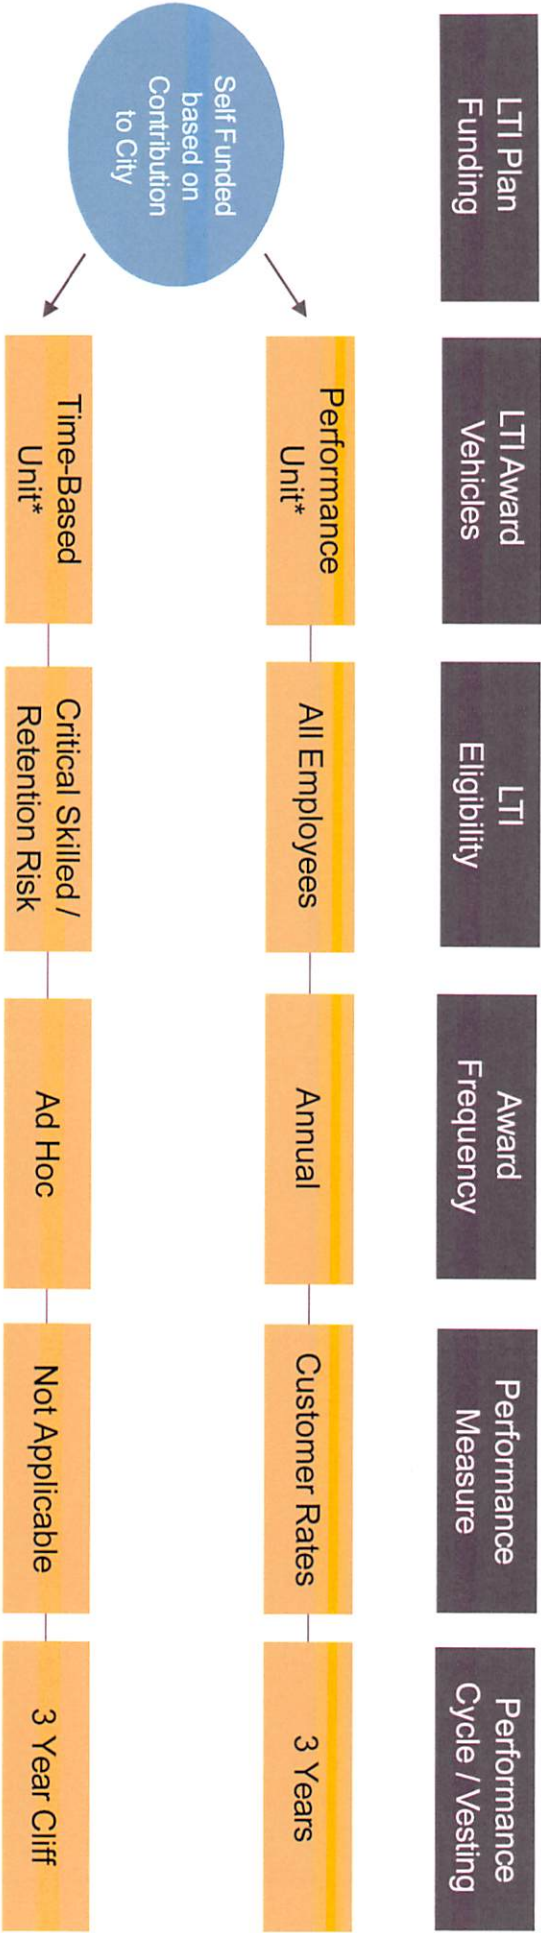 LTI Plan
Funding
LTI Award
Vehicles
LTI
Eligibility
Award
Frequency
Performance
Measure
Performance
Cycle / Vesting
Self Funded
based on
Contribution
to City
Performance
Unit*
All Employees
Annual
Customer Rates
3 Years
Time-Based
Unit*
Critical Skilled /
Retention Risk
Ad Hoc
Not Applicable
3 Year Cliff